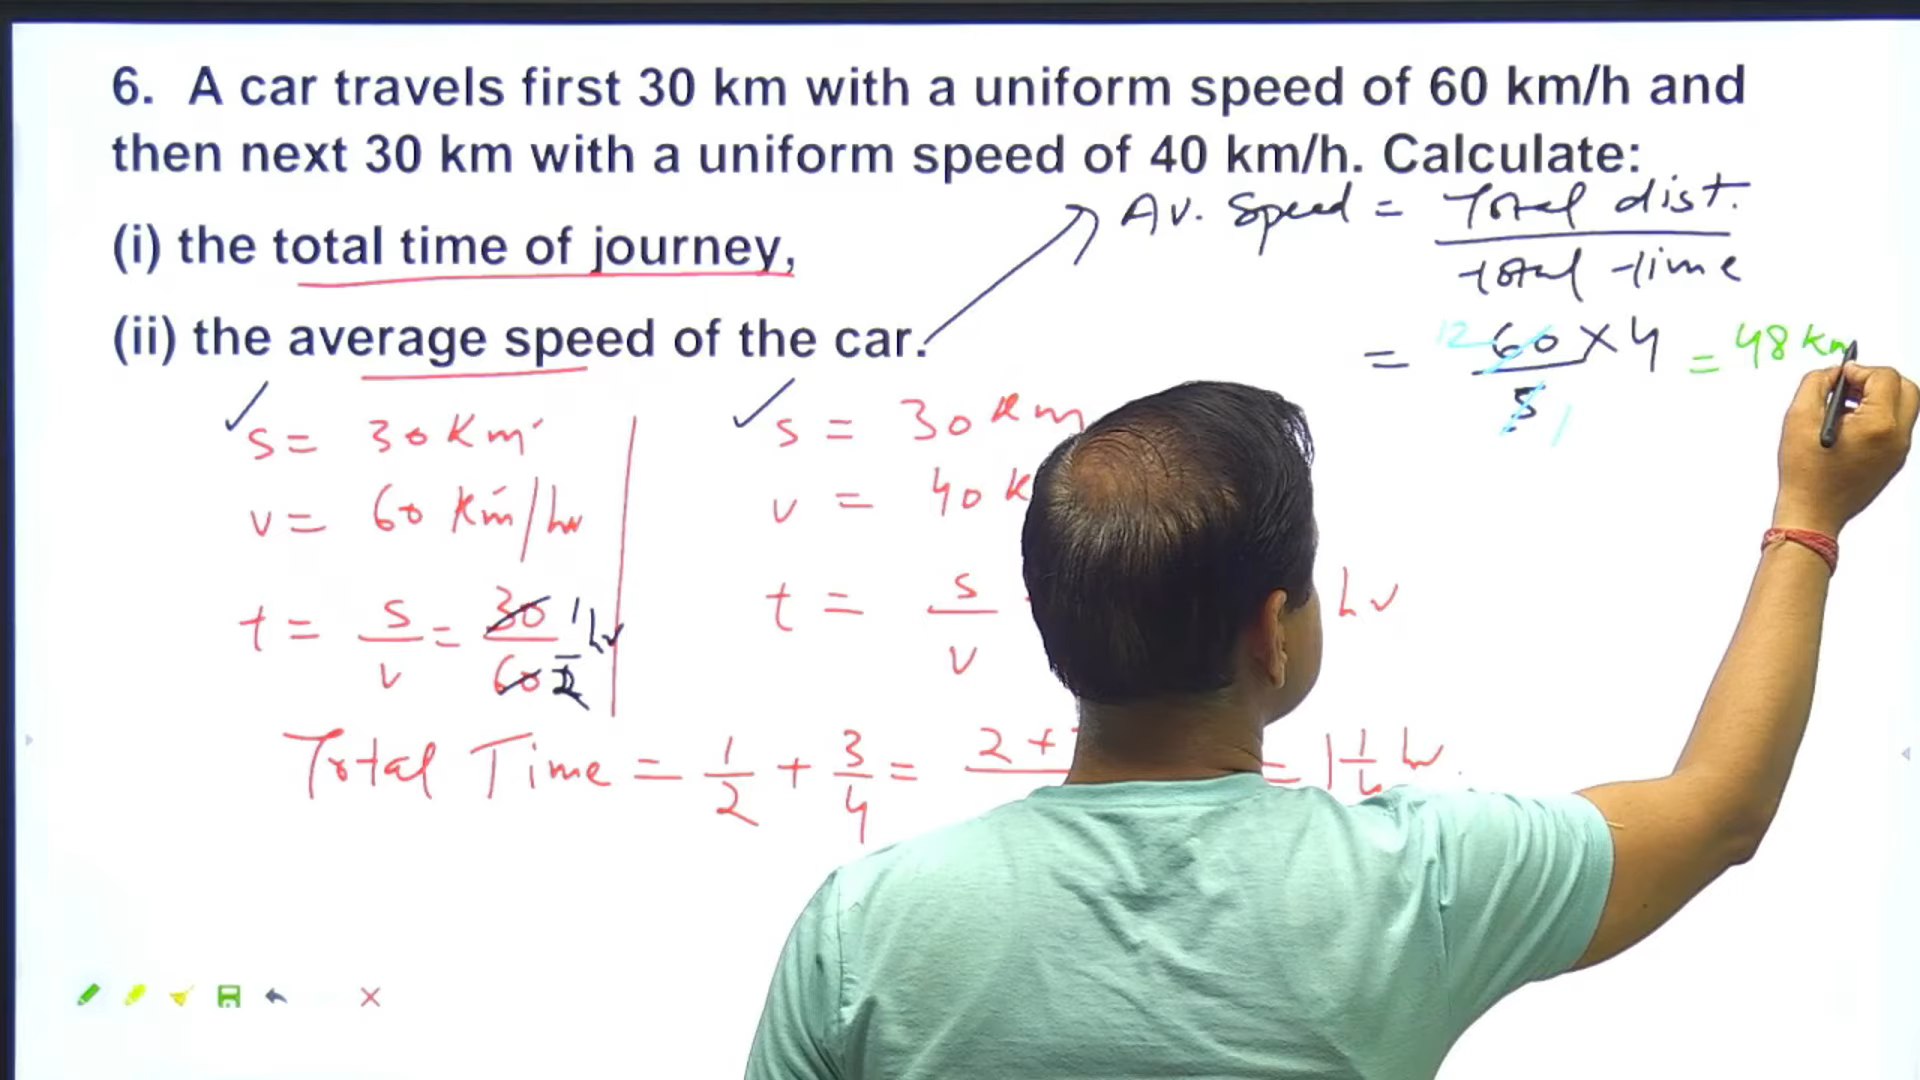 6. A car travels first 30 km with a uniform speed of 60 km/h and
then next 30 km with a uniform speed of 40 km/h. Calculate:
(i) the total time of journey,
(ii) the average speed of the car.
Av. Speed = Total dist. / total time
= 60 × 4 / 5 = 48 km
12
1
s = 30 Km
v = 60 Km/hr
t = s/v = 30/60 1/2 hr
s = 30 km
v = 40 k
t = s/v hr
Total Time = 1/2 + 3/4 = 2 + = 1 1/4 hr.